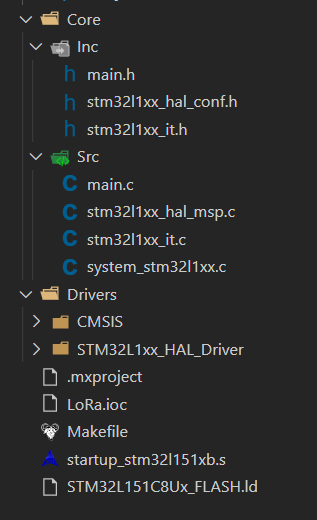 Core
Inc
main.h
stm32l1xx_hal_conf.h
stm32l1xx_it.h
Src
main.c
stm32l1xx_hal_msp.c
stm32l1xx_it.c
system_stm32l1xx.c
Drivers
CMSIS
STM32L1xx_HAL_Driver
.mxproject
LoRa.ioc
Makefile
startup_stm32l151xb.s
STM32L151C8Ux_FLASH.ld